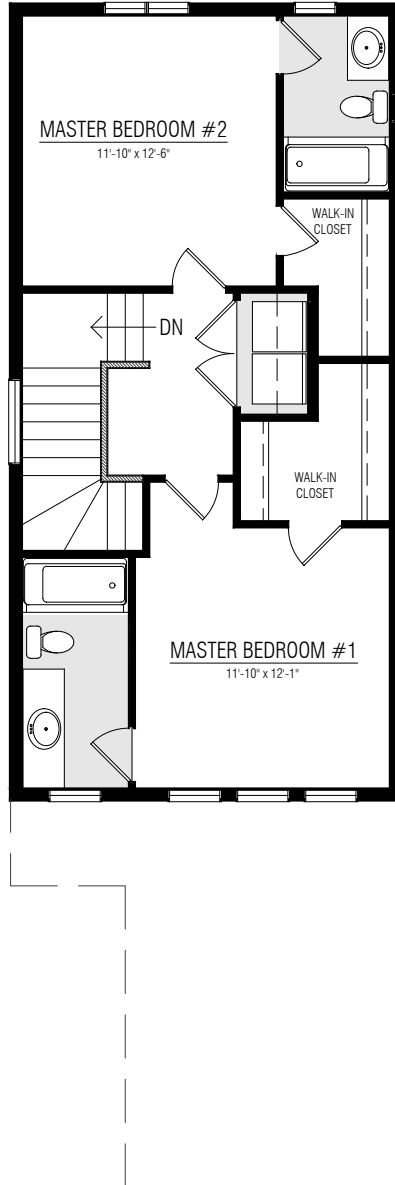 MASTER BEDROOM #2
11'-10" x 12'-6"
WALK-IN
CLOSET
DN
WALK-IN
CLOSET
MASTER BEDROOM #1
11'-10" x 12'-1"